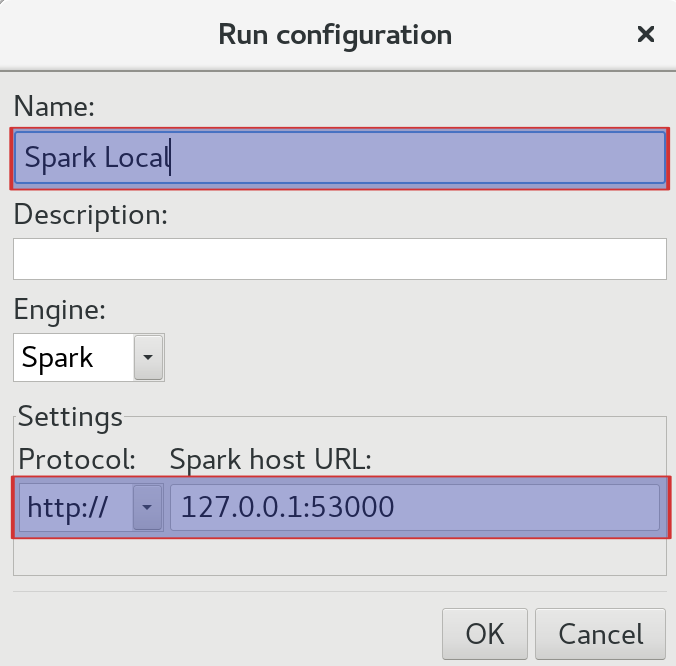 Run configuration
Name:
Spark Local
Description:
Engine:
Spark
Settings
Protocol: Spark host URL:
http:// 127.0.0.1:53000
OK Cancel